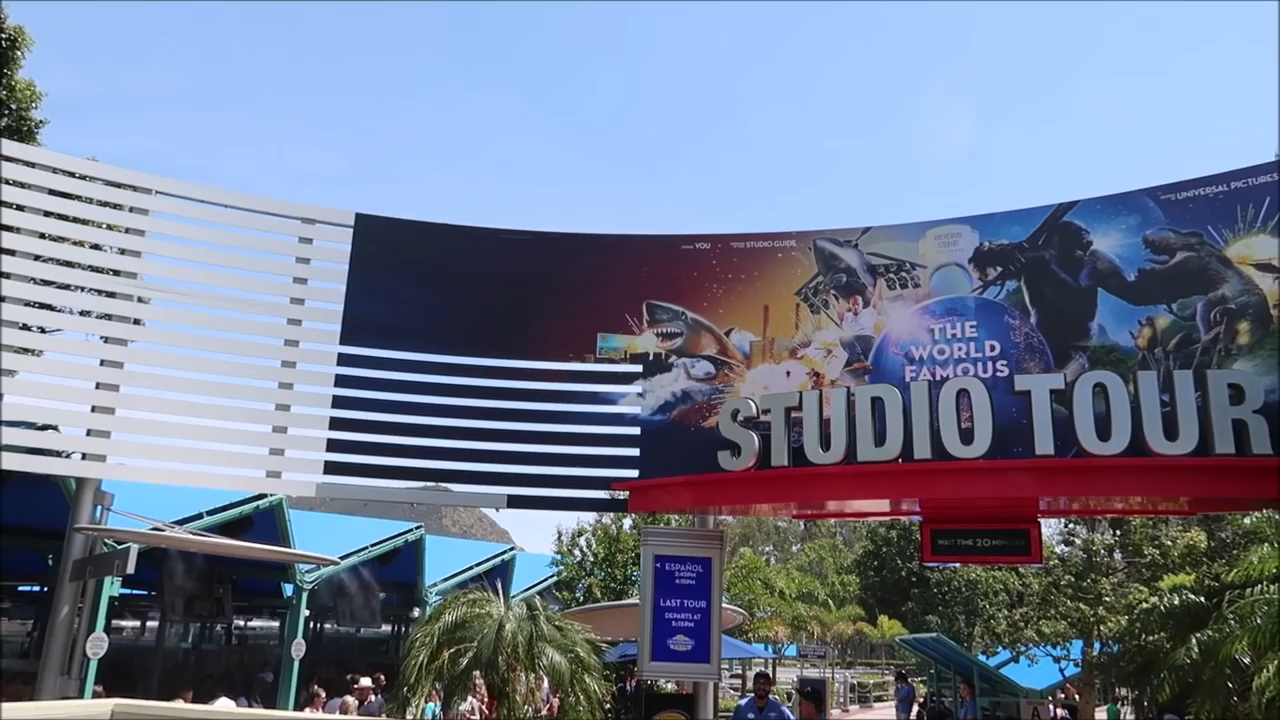 UNIVERSAL PICTURES
YOU
STUDIO GUIDE
UNIVERSAL
STUDIOS
THE
WORLD
FAMOUS
STUDIO TOUR
WAIT TIME 20 MINUTES
ESPAÑOL
2:45PM
4:15PM
LAST TOUR
DEPARTS AT
5:15PM